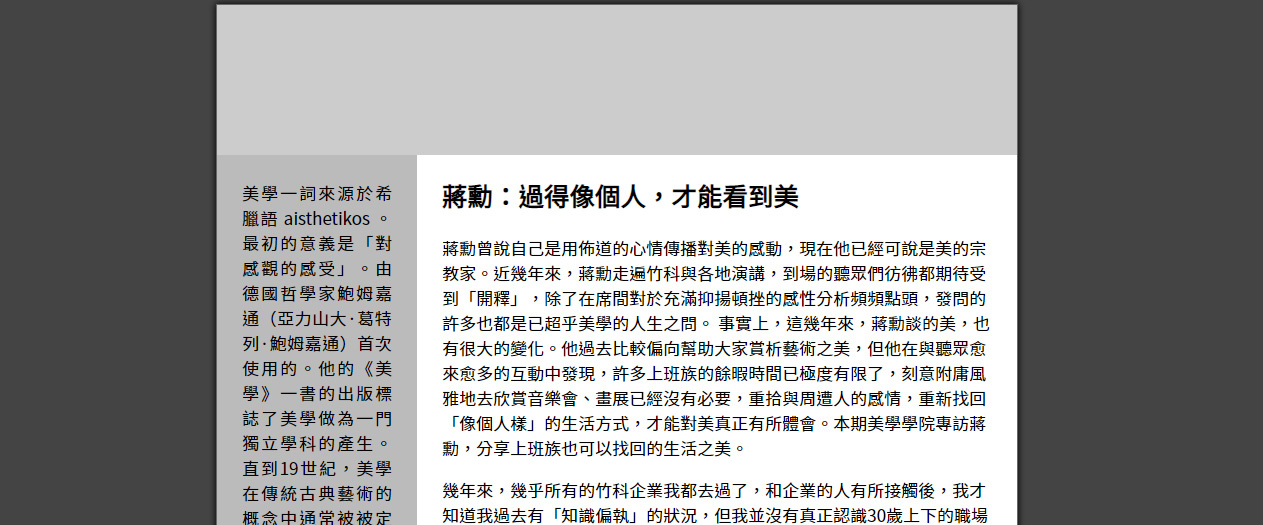 美學一詞來源於希
臘語 aisthetikos 。
最初的意義是「對
感觀的感受」。由
德國哲學家鮑姆嘉
通（亞力山大·葛特
列·鮑姆嘉通）首次
使用的。他的《美
學》一書的出版標
誌了美學做為一門
獨立學科的產生。
直到19世紀，美學
在傳統古典藝術的
概念中通常被被定
蔣勳：過得像個人，才能看到美
蔣勳曾說自己是用佈道的心情傳播對美的感動，現在他已經可說是美的宗
教家。近幾年來，蔣勳走遍竹科與各地演講，到場的聽眾們彷彿都期待受
到「開釋」，除了在席間對於充滿抑揚頓挫的感性分析頻頻點頭，發問的
許多也都是已超乎美學的人生之問。 事實上，這幾年來，蔣勳談的美，也
有很大的變化。他過去比較偏向幫助大家賞析藝術之美，但他在與聽眾愈
來愈多的互動中發現，許多上班族的餘暇時間已極度有限了，刻意附庸風
雅地去欣賞音樂會、畫展已經沒有必要，重拾與周遭人的感情，重新找回
「像個人樣」的生活方式，才能對美真正有所體會。本期美學學院專訪蔣
勳，分享上班族也可以找回的生活之美。
幾年來，幾乎所有的竹科企業我都去過了，和企業的人有所接觸後，我才
知道我過去有「知識偏執」的狀況，但我並沒有真正認識30歲上下的職場